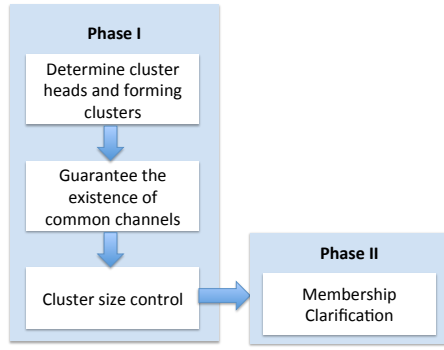 Phase I
Determine cluster
heads and forming
clusters
Guarantee the
existence of
common channels
Cluster size control
Phase II
Membership
Clarification